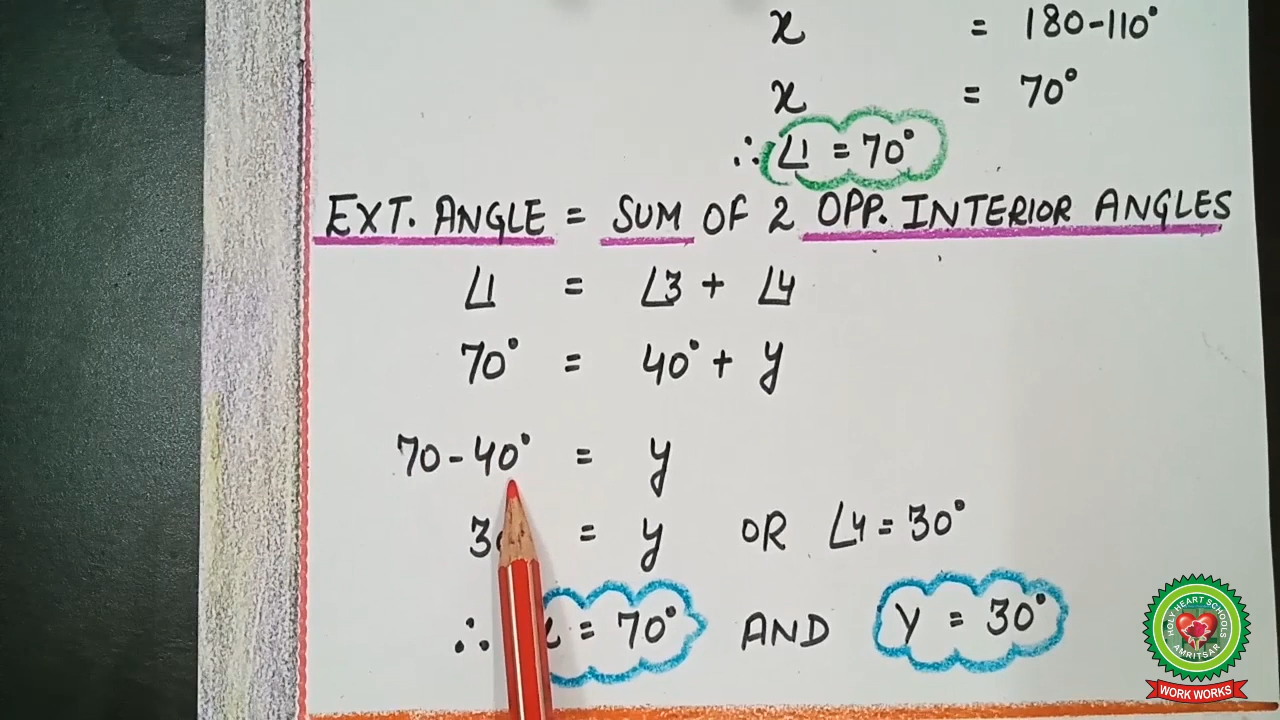 x = 180-110°
x = 70°
∴ ∠1 = 70°
EXT. ANGLE = SUM OF 2 OPP. INTERIOR ANGLES
∠1 = ∠3 + ∠4
70° = 40° + y
70-40° = y
= y OR ∠4 = 30°
∴ = 70° AND y = 30°
HOLY HEART SCHOOLS
AMRITSAR
WORK WORKS